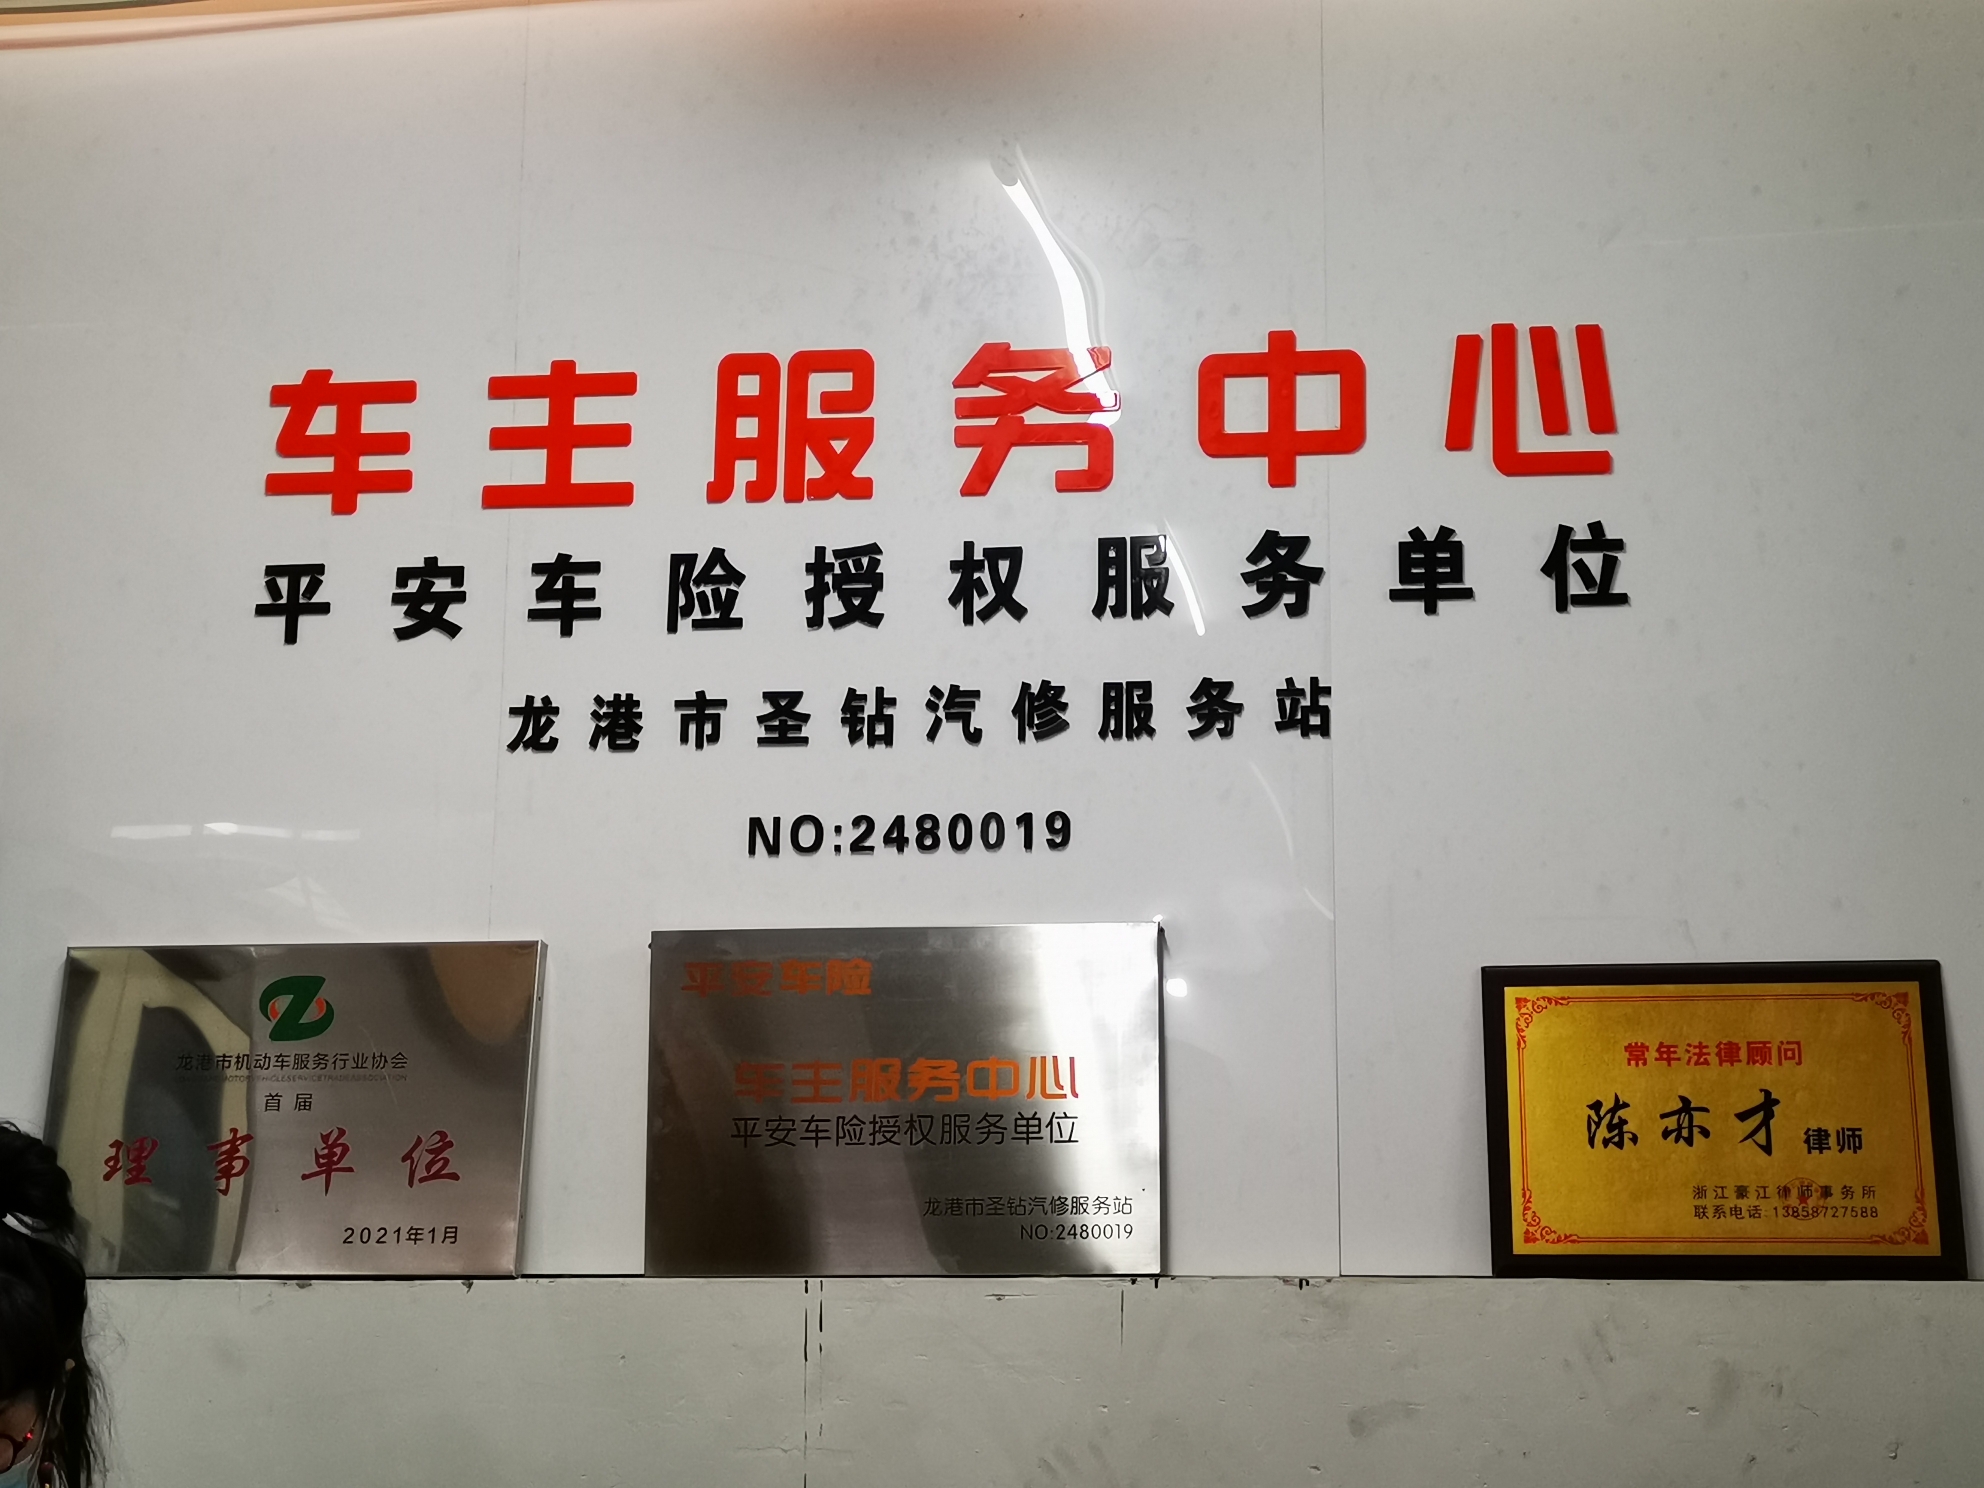 车主服务中心
平安车险授权服务单位
龙港市圣钻汽修服务站
NO:2480019
龙港市机动车服务行业协会
首届
理事单位
2021年1月
平安车险
车主服务中心
平安车险授权服务单位
龙港市圣钻汽修服务站
NO:2480019
常年法律顾问
陈亦才 律师
浙江豪江律师事务所
联系电话:13858727588